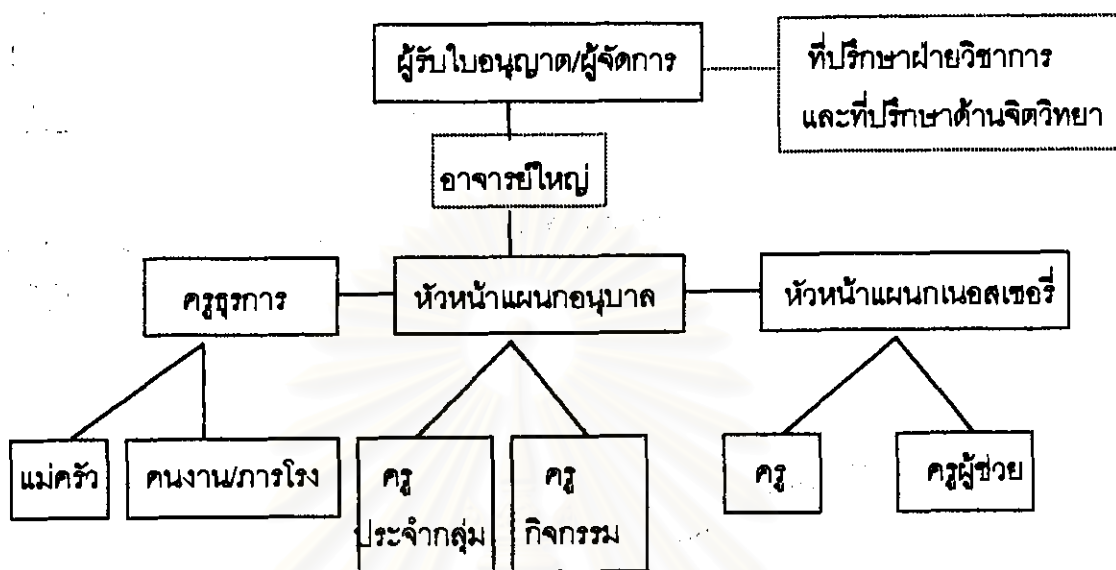 ผู้รับใบอนุญาต/ผู้จัดการ
ที่ปรึกษาฝ่ายวิชาการ
และที่ปรึกษาด้านจิตวิทยา
อาจารย์ใหญ่
ครูธุรการ
หัวหน้าแผนกอนุบาล
หัวหน้าแผนกเนอสเซอรี่
แม่ครัว
คนงาน/ภารโรง
ครู
ประจำกลุ่ม
ครู
กิจกรรม
ครู
ครูผู้ช่วย